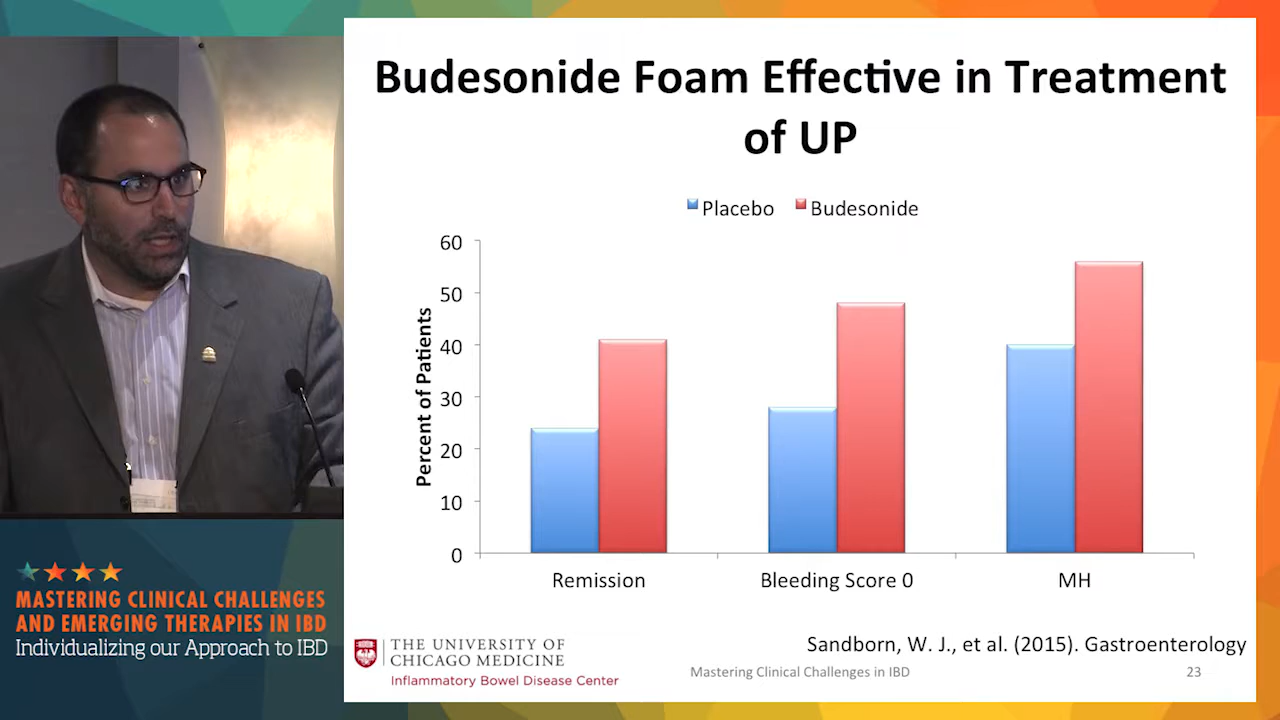 Budesonide Foam Effective in Treatment
of UP
Placebo
Budesonide
60
50
40
30
20
10
0
Percent of Patients
Remission
Bleeding Score 0
MH
Sandborn, W. J., et al. (2015). Gastroenterology
THE UNIVERSITY OF
CHICAGO MEDICINE
Inflammatory Bowel Disease Center
Mastering Clinical Challenges in IBD
23
MASTERING CLINICAL CHALLENGES
AND EMERGING THERAPIES IN IBD
Individualizing our Approach to IBD